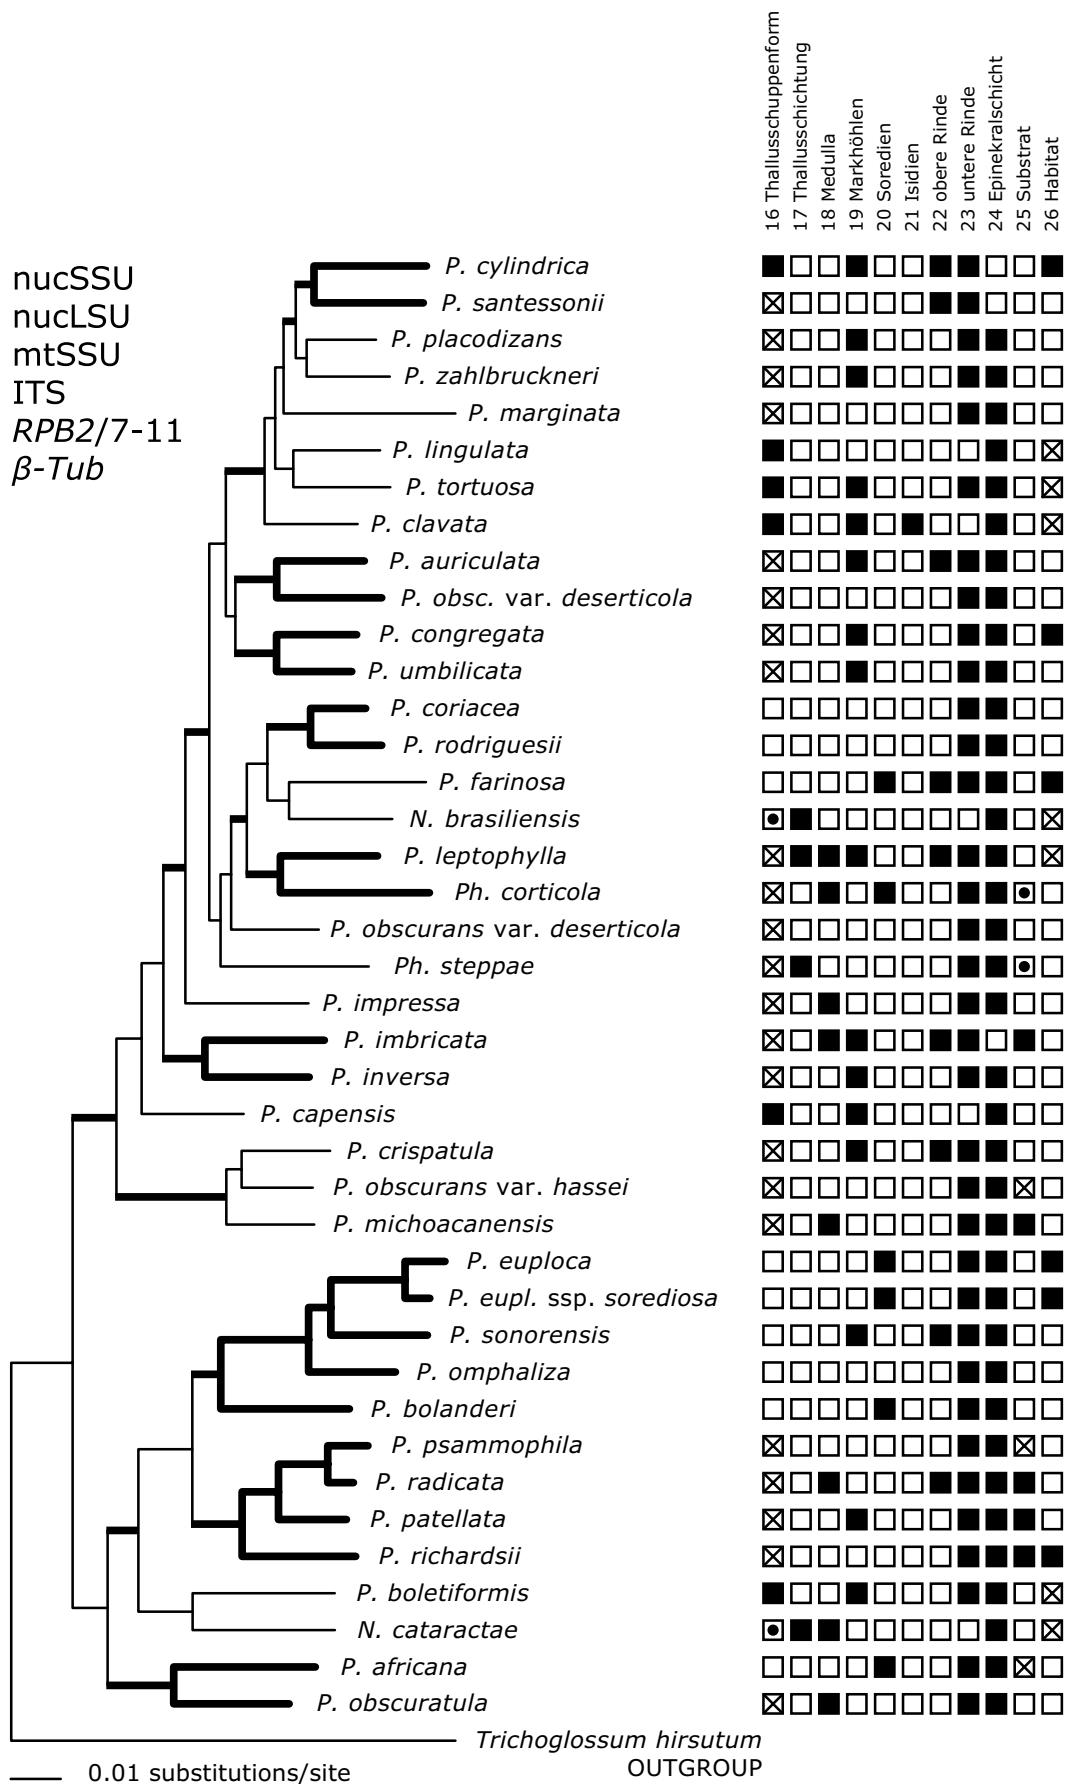 16 Thallusschuppenform
17 Thallusschichtung
18 Medulla
19 Markhöhlen
20 Soredien
21 Isidien
22 obere Rinde
23 untere Rinde
24 Epinekralschicht
25 Substrat
26 Habitat
nucSSU
nucLSU
mtSSU
ITS
RPB2/7-11
β-Tub
P. cylindrica
P. santessonii
P. placodizans
P. zahlbruckneri
P. marginata
P. lingulata
P. tortuosa
P. clavata
P. auriculata
P. obsc. var. deserticola
P. congregata
P. umbilicata
P. coriacea
P. rodriguesii
P. farinosa
N. brasiliensis
P. leptophylla
Ph. corticola
P. obscurans var. deserticola
Ph. steppae
P. impressa
P. imbricata
P. inversa
P. capensis
P. crispatula
P. obscurans var. hassei
P. michoacanensis
P. euploca
P. eupl. ssp. sorediosa
P. sonorensis
P. omphaliza
P. bolanderi
P. psammophila
P. radicata
P. patellata
P. richardsii
P. boletiformis
N. cataractae
P. africana
P. obscuratula
Trichoglossum hirsutum
OUTGROUP
0.01 substitutions/site